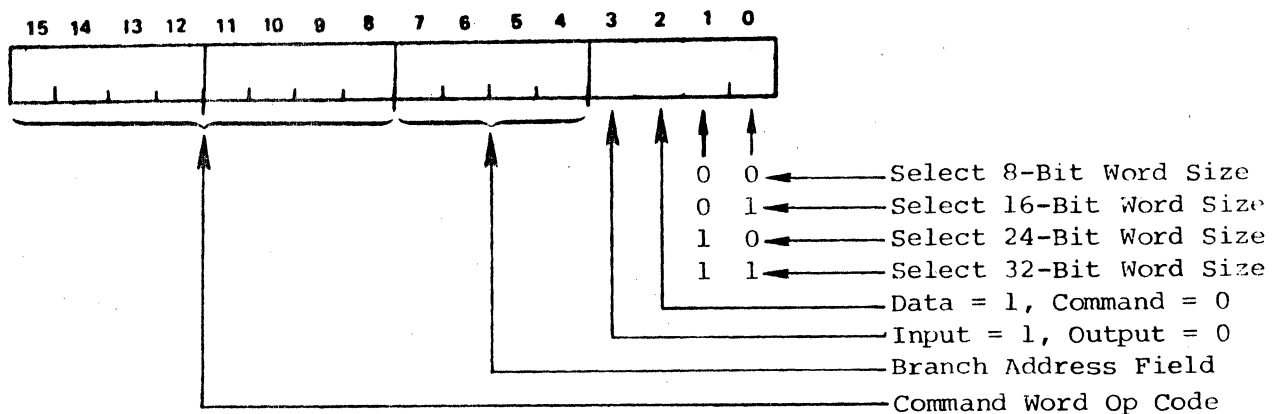 15 14 13 12 11 10 9 8 7 6 5 4 3 2 1 0
0 0 Select 8-Bit Word Size
0 1 Select 16-Bit Word Size
1 0 Select 24-Bit Word Size
1 1 Select 32-Bit Word Size
Data = 1, Command = 0
Input = 1, Output = 0
Branch Address Field
Command Word Op Code